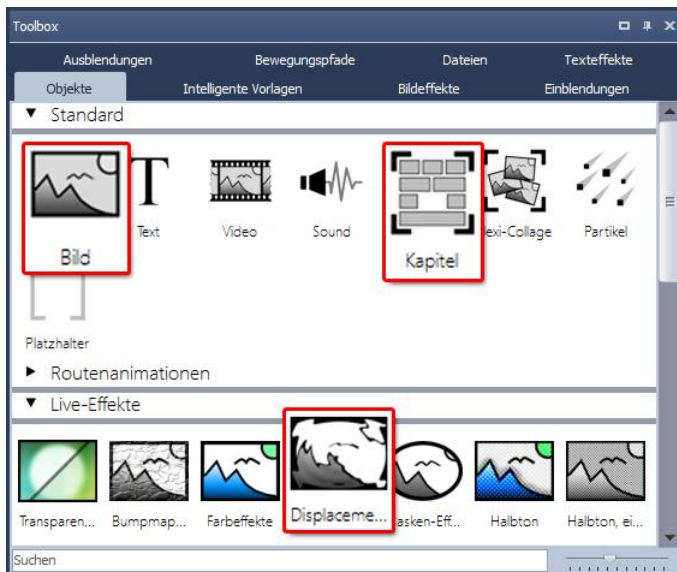 Toolbox
Ausblendungen Bewegungspfade Dateien Texteffekte
Objekte Intelligente Vorlagen Bildeffekte Einblendungen
Standard
Bild Text Video Sound Kapitel exi-Collage Partikel
Platzhalter
Routenanimationen
Live-Effekte
Transparen... Bumpmap... Farbeffekte Displaceme... asken-Eff... Halbton Halbton, ei...
Suchen